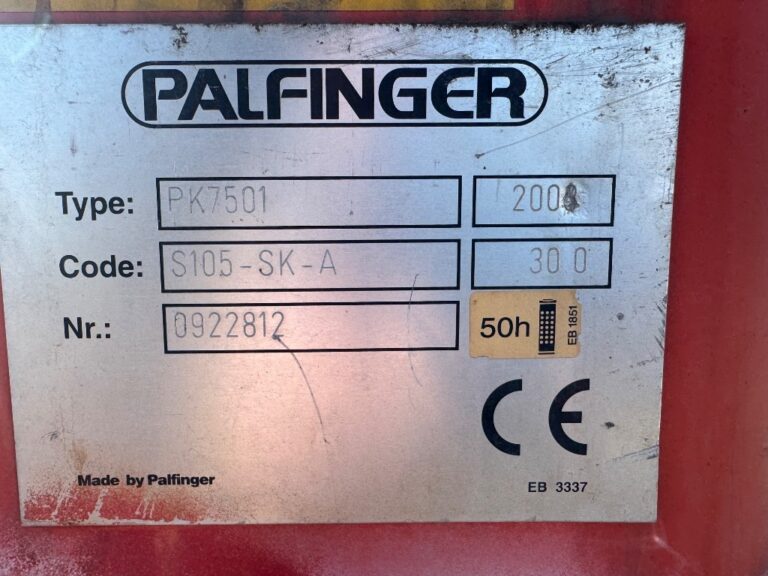 PALFINGER
Type: PK7501
Code: S105-SK-A 30 0
Nr.: 0922812
50h EB 1851
CE
Made by Palfinger EB 3337